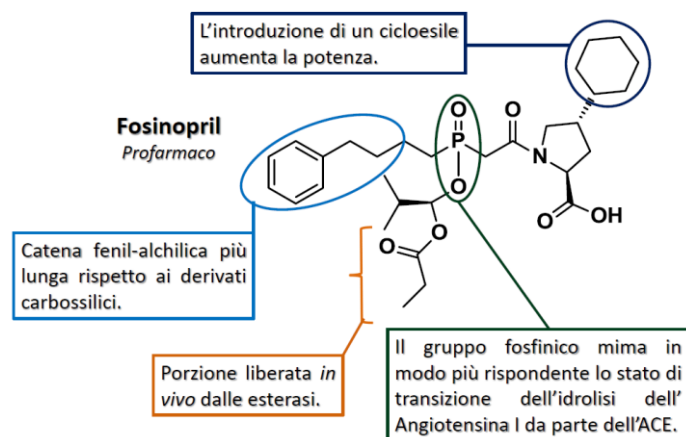 L'introduzione di un cicloesile
aumenta la potenza.
Fosinopril
Profarmaco
O
O
P
N
O
O
OH
O
O
Catena fenil-alchilica più
lunga rispetto ai derivati
carbossilici.
Porzione liberata in
vivo dalle esterasi.
Il gruppo fosfinico mima in
modo più rispondente lo stato di
transizione dell'idrolisi dell'
Angiotensina I da parte dell'ACE.